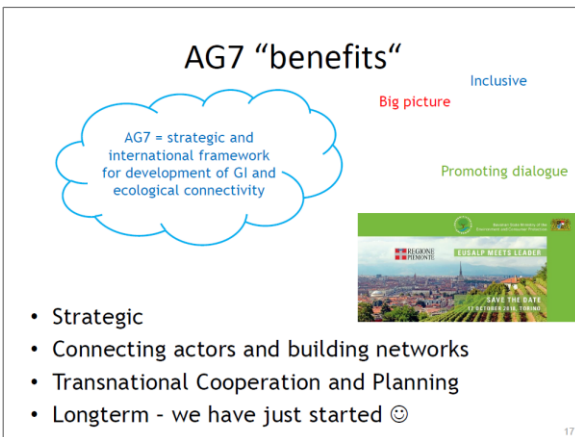 AG7 “benefits“
Inclusive
Big picture
AG7 = strategic and
international framework
for development of GI and
ecological connectivity
Promoting dialogue
REGIONE
PIEMONTE
EUSALP MEETS LEADER
SAVE THE DATE
• Strategic
• Connecting actors and building networks
• Transnational Cooperation and Planning
• Longterm – we have just started ☺
17